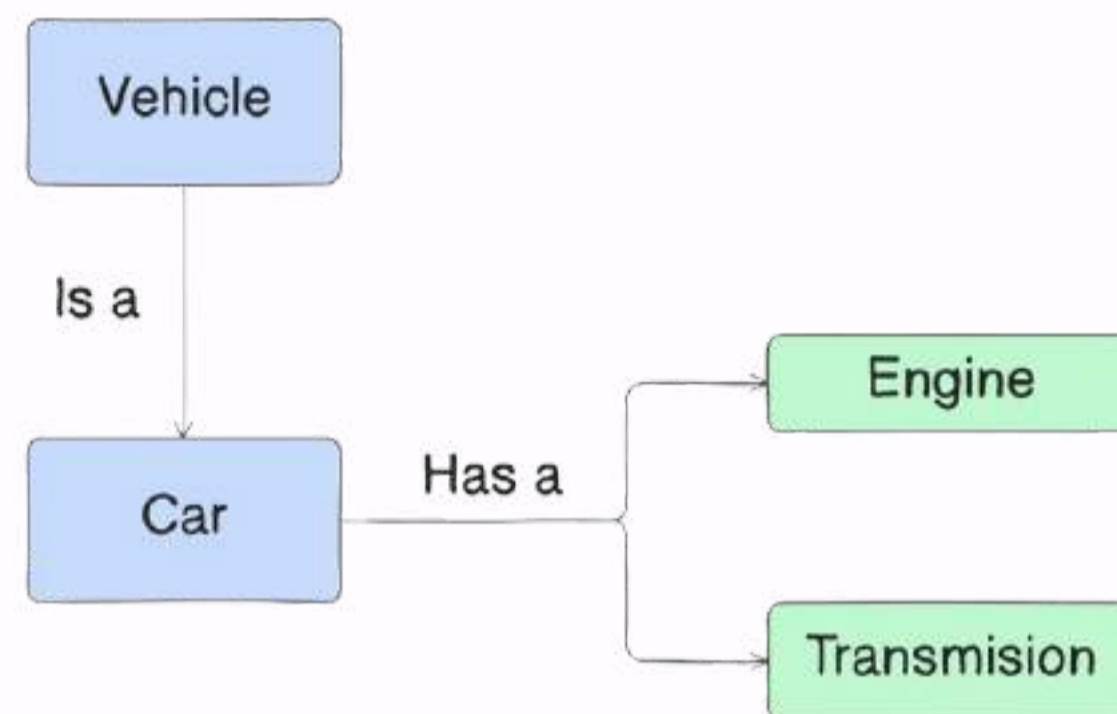 Vehicle
Is a
Car
Has a
Engine
Transmision